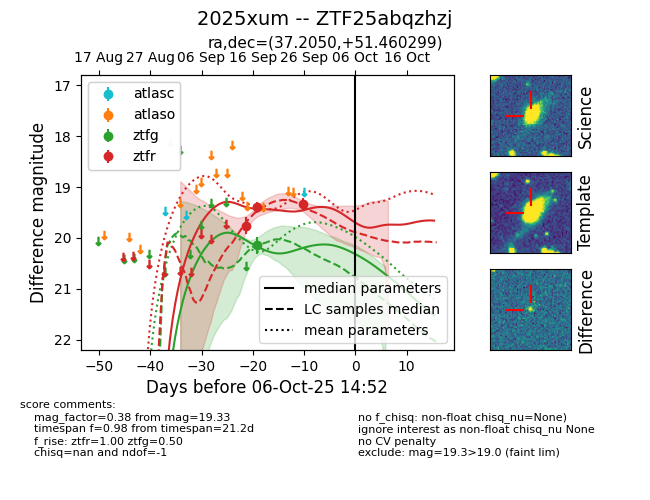 2025xum -- ZTF25abqzhzj
ra,dec=(37.2050,+51.460299)
17 Aug 27 Aug 06 Sep 16 Sep 26 Sep 06 Oct 16 Oct
17
18
19
20
21
22
Difference magnitude
atlasc
atlaso
ztfg
ztfr
median parameters
LC samples median
mean parameters
−50 −40 −30 −20 −10 0 10
Days before 06-Oct-25 14:52
Science
Template
Difference
score comments:
mag_factor=0.38 from mag=19.33
timespan f=0.98 from timespan=21.2d
f_rise: ztfr=1.00 ztfg=0.50
chisq=nan and ndof=-1
no f_chisq: non-float chisq_nu=None)
ignore interest as non-float chisq_nu None
no CV penalty
exclude: mag=19.3>19.0 (faint lim)